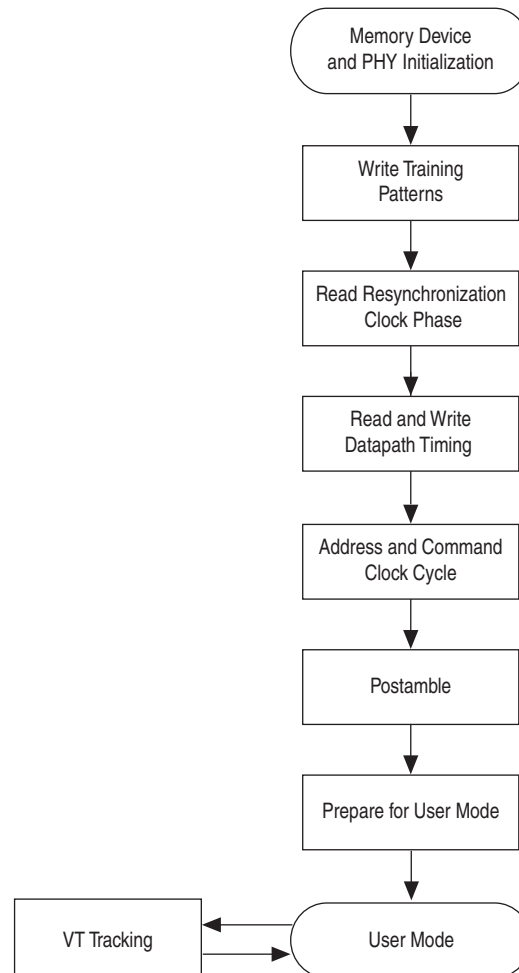 Memory Device
and PHY Initialization
Write Training
Patterns
Read Resynchronization
Clock Phase
Read and Write
Datapath Timing
Address and Command
Clock Cycle
Postamble
Prepare for User Mode
VT Tracking
User Mode